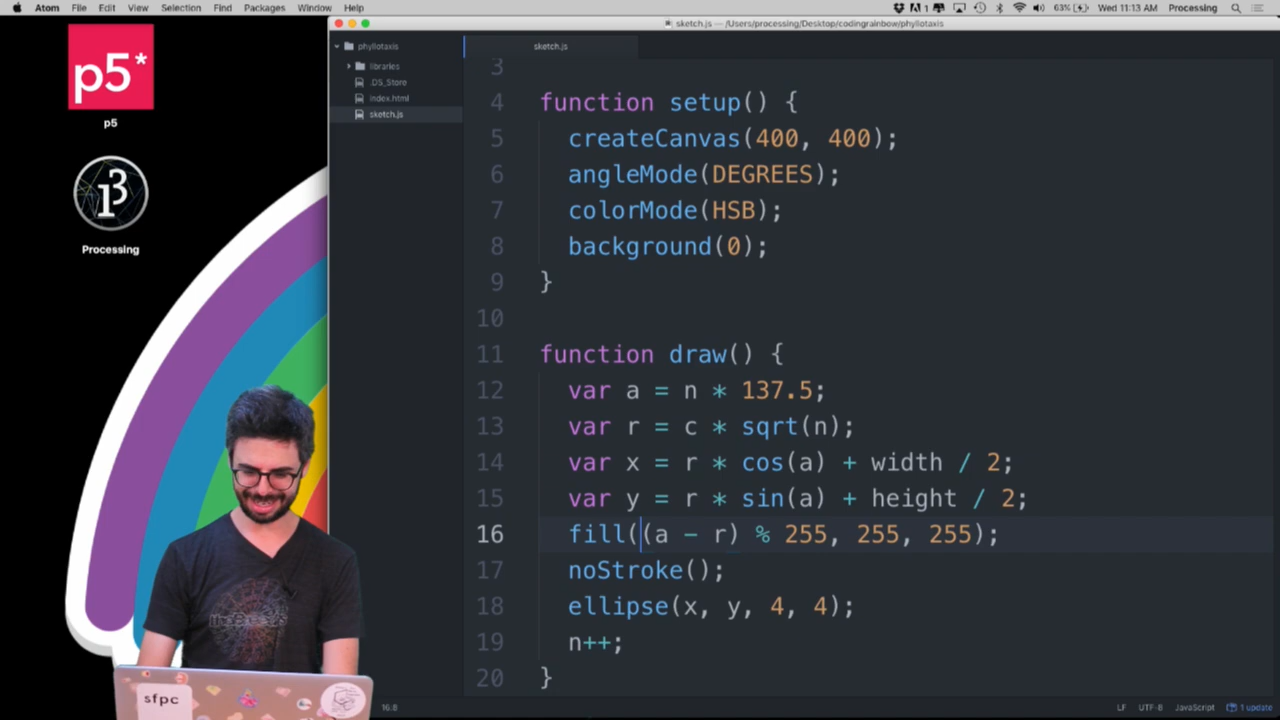 Atom File Edit View Selection Find Packages Window Help
1 63% Wed 11:13 AM Processing
sketch.js — /Users/processing/Desktop/codingrainbow/phyllotaxis
phyllotaxis
libraries
.DS_Store
index.html
sketch.js
sketch.js
p5*
p5
Processing
3
4 function setup() {
5 createCanvas(400, 400);
6 angleMode(DEGREES);
7 colorMode(HSB);
8 background(0);
9 }
10
11 function draw() {
12 var a = n * 137.5;
13 var r = c * sqrt(n);
14 var x = r * cos(a) + width / 2;
15 var y = r * sin(a) + height / 2;
16 fill((a - r) % 255, 255, 255);
17 noStroke();
18 ellipse(x, y, 4, 4);
19 n++;
20 }
sfpc
16:8 LF UTF-8 JavaScript 1 update